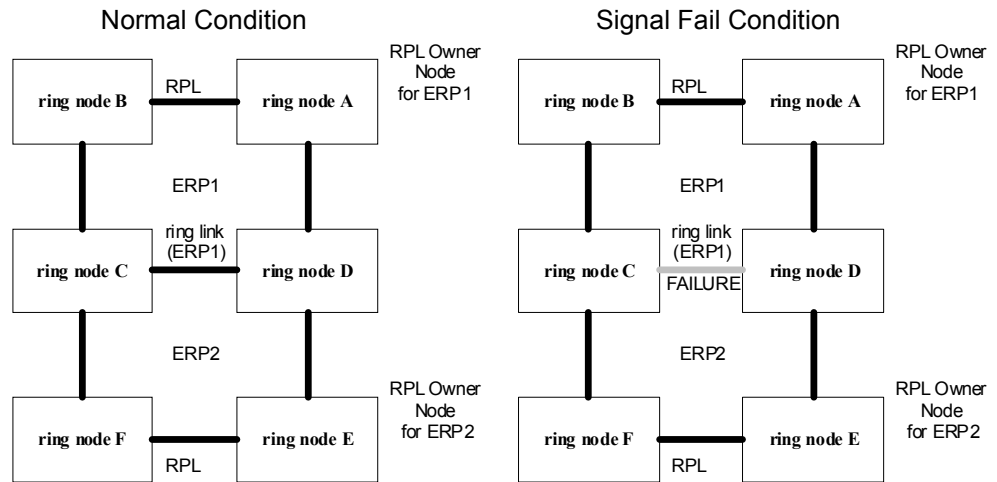 Normal Condition
RPL Owner
Node
for ERP1
ring node B
RPL
ring node A
ERP1
ring link
(ERP1)
ring node C
ring node D
ERP2
RPL Owner
Node
for ERP2
ring node F
RPL
ring node E
Signal Fail Condition
RPL Owner
Node
for ERP1
ring node B
RPL
ring node A
ERP1
ring link
(ERP1)
ring node C
FAILURE
ring node D
ERP2
RPL Owner
Node
for ERP2
ring node F
RPL
ring node E